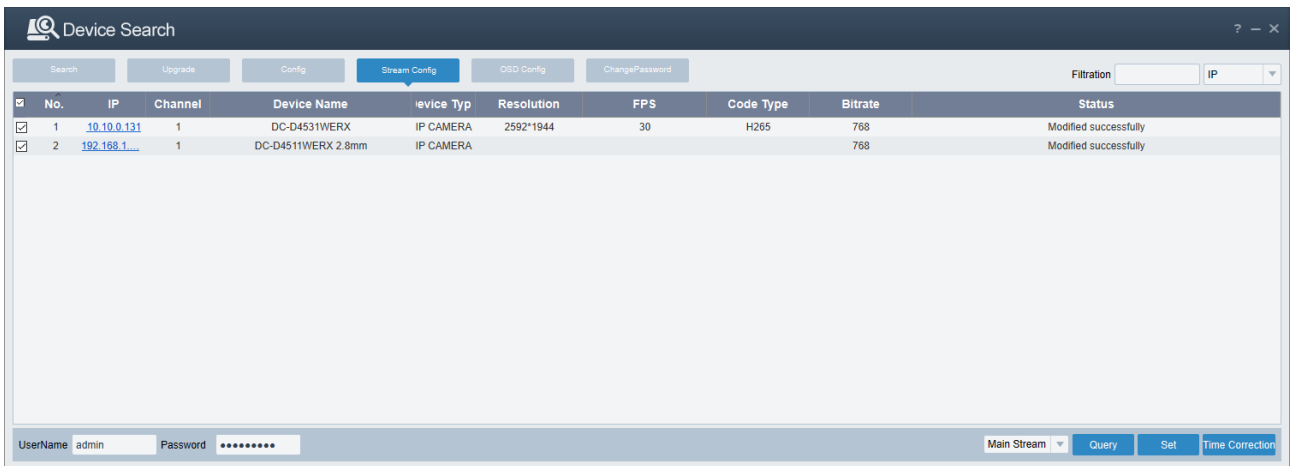 Device Search
? – ×
Search Upgrade Config Stream Config OSD Config ChangePassword Filtration IP
No. IP Channel Device Name evice Typ Resolution FPS Code Type Bitrate Status
1 10.10.0.131 1 DC-D4531WERX IP CAMERA 2592*1944 30 H265 768 Modified successfully
2 192.168.1.... 1 DC-D4511WERX 2.8mm IP CAMERA 768 Modified successfully
UserName admin Password ●●●●●●●●● Main Stream Query Set Time Correction